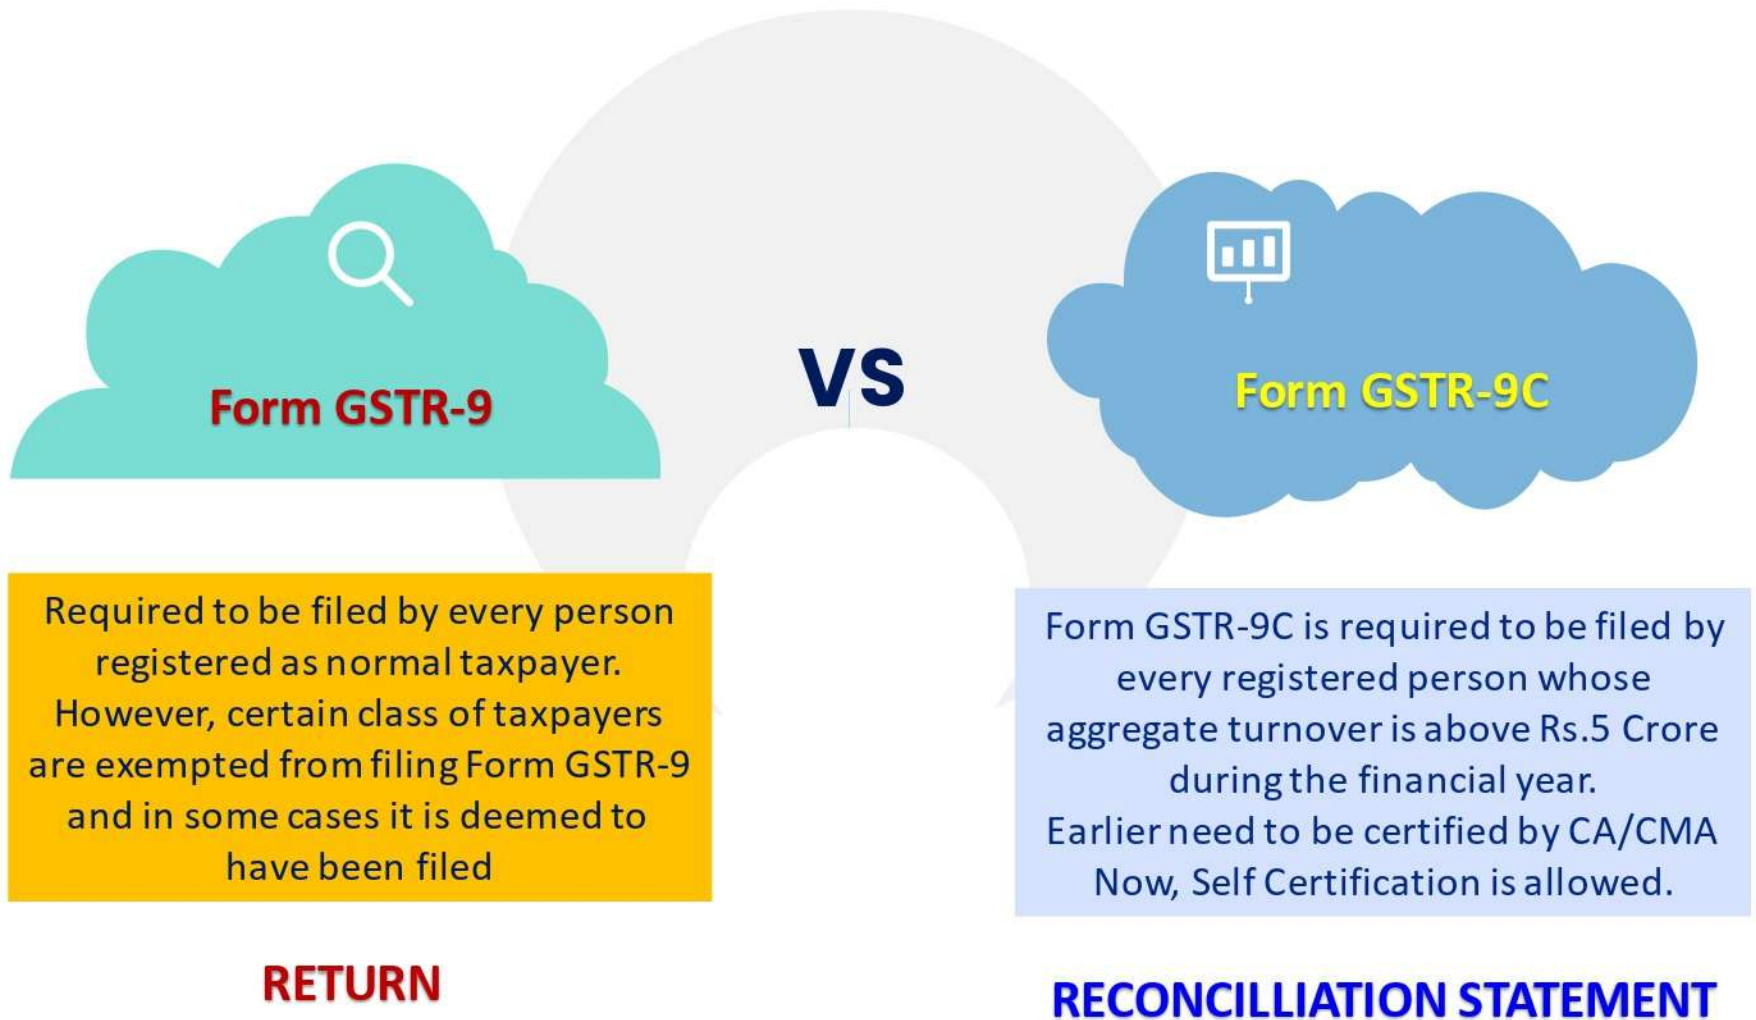 Form GSTR-9
VS
Form GSTR-9C
Required to be filed by every person
registered as normal taxpayer.
However, certain class of taxpayers
are exempted from filing Form GSTR-9
and in some cases it is deemed to
have been filed
RETURN
Form GSTR-9C is required to be filed by
every registered person whose
aggregate turnover is above Rs.5 Crore
during the financial year.
Earlier need to be certified by CA/CMA
Now, Self Certification is allowed.
RECONCILLIATION STATEMENT